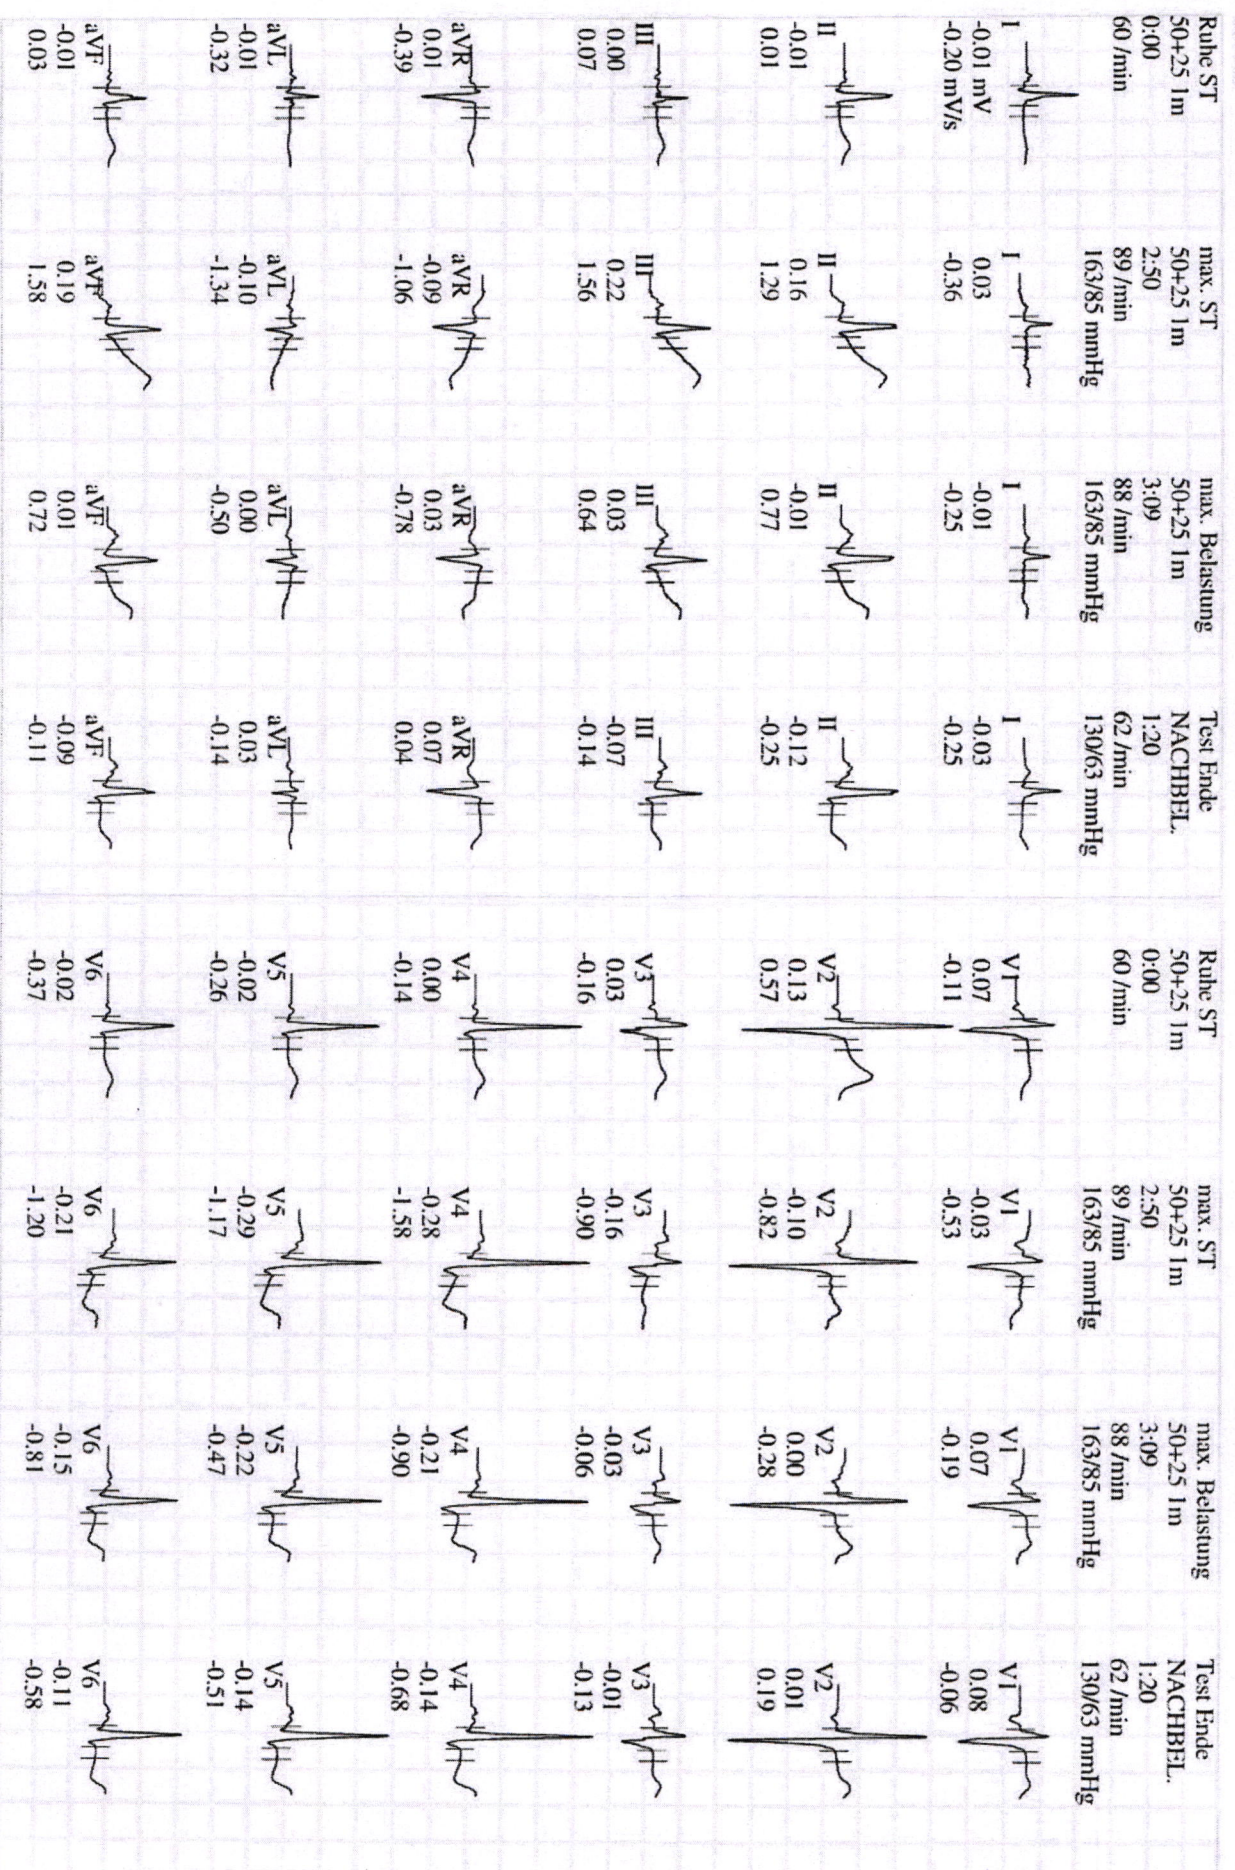 Ruhe ST
50+25 1m
0:00
60 /min
I
-0.01 mV
-0.20 mV/s
II
-0.01
0.01
III
0.00
0.07
aVR
0.01
-0.39
aVL
-0.01
-0.32
aVF
-0.01
0.03
max. ST
50+25 1m
2:50
89 /min
163/85 mmHg
I
0.03
-0.36
II
0.16
1.29
III
0.22
1.56
aVR
-0.09
-1.06
aVL
-0.10
-1.34
aVF
0.19
1.58
max. Belastung
50+25 1m
3:09
88 /min
163/85 mmHg
I
-0.01
-0.25
II
-0.01
0.77
III
0.03
0.64
aVR
0.03
-0.78
aVL
0.00
-0.50
aVF
0.01
0.72
Test Ende
NACHBEL.
1:20
62 /min
130/63 mmHg
I
-0.03
-0.25
II
-0.12
-0.25
III
-0.07
-0.14
aVR
0.07
0.04
aVL
0.03
-0.14
aVF
-0.09
-0.11
Ruhe ST
50+25 1m
0:00
60 /min
V1
0.07
-0.11
V2
0.13
0.57
V3
0.03
-0.16
V4
0.00
-0.14
V5
-0.02
-0.26
V6
-0.02
-0.37
max. ST
50+25 1m
2:50
89 /min
163/85 mmHg
V1
-0.03
-0.53
V2
-0.10
-0.82
V3
-0.16
-0.90
V4
-0.28
-1.58
V5
-0.29
-1.17
V6
-0.21
-1.20
max. Belastung
50+25 1m
3:09
88 /min
163/85 mmHg
V1
0.07
-0.19
V2
0.00
-0.28
V3
-0.03
-0.06
V4
-0.21
-0.90
V5
-0.22
-0.47
V6
-0.15
-0.81
Test Ende
NACHBEL.
1:20
62 /min
130/63 mmHg
V1
0.08
-0.06
V2
0.01
0.19
V3
-0.01
-0.13
V4
-0.14
-0.68
V5
-0.14
-0.51
V6
-0.11
-0.58